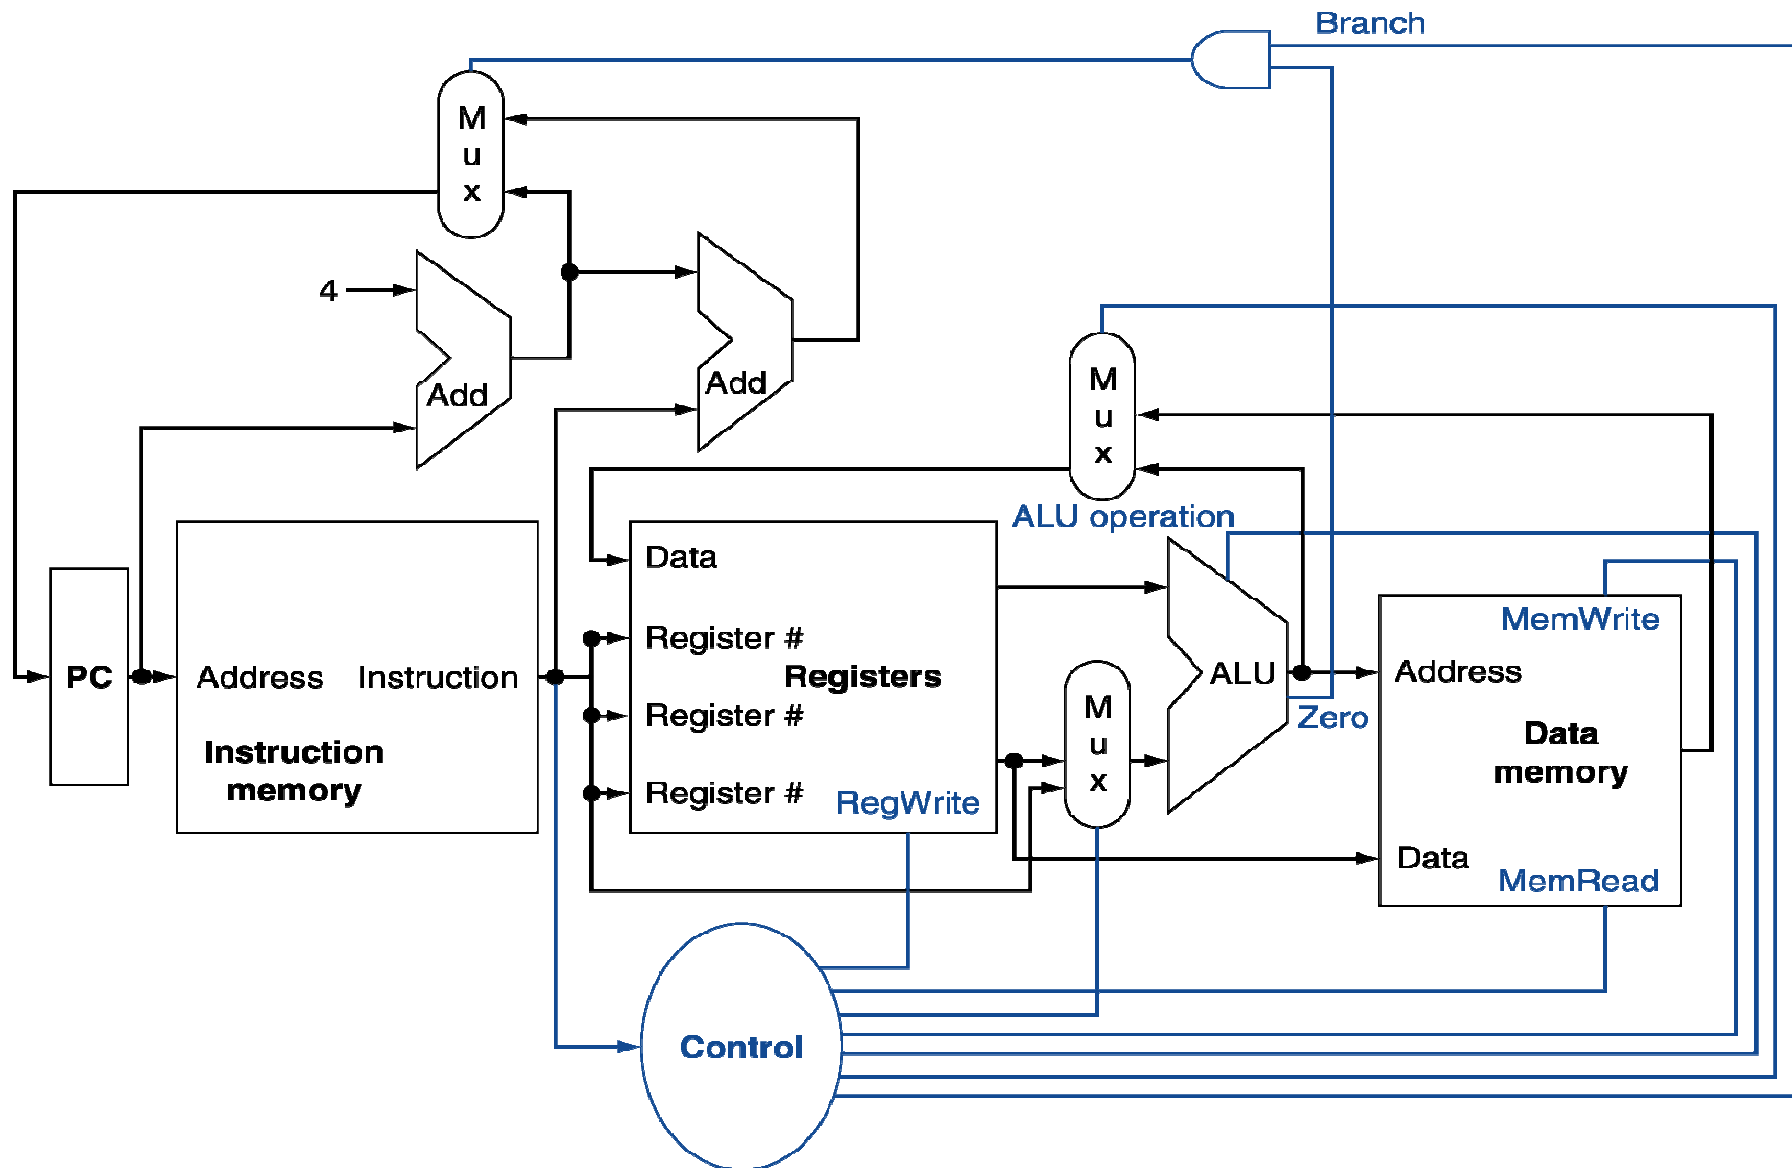 Branch
M
u
x
4
Add
Add
M
u
x
ALU operation
Data
MemWrite
Register #
PC
Address
Instruction
Registers
ALU
Address
M
u
x
Register #
Zero
Instruction
memory
Data
memory
Register #
RegWrite
Data
MemRead
Control